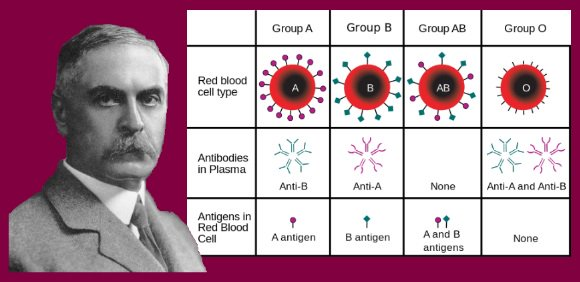 Group A Group B Group AB Group O
Red blood
cell type
A B AB O
Antibodies
in Plasma
Anti-B Anti-A None Anti-A and Anti-B
Antigens in
Red Blood
Cell
A antigen B antigen A and B
antigens None